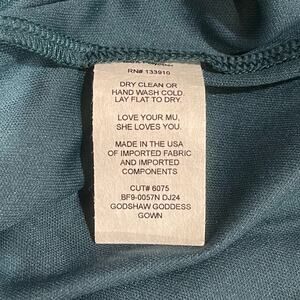 RN# 133910
DRY CLEAN OR
HAND WASH COLD.
LAY FLAT TO DRY.
LOVE YOUR MU,
SHE LOVES YOU.
MADE IN THE USA
OF IMPORTED FABRIC
AND IMPORTED
COMPONENTS
CUT# 6075
BF9-0057N DJ24
GODSHAW GODDESS
GOWN